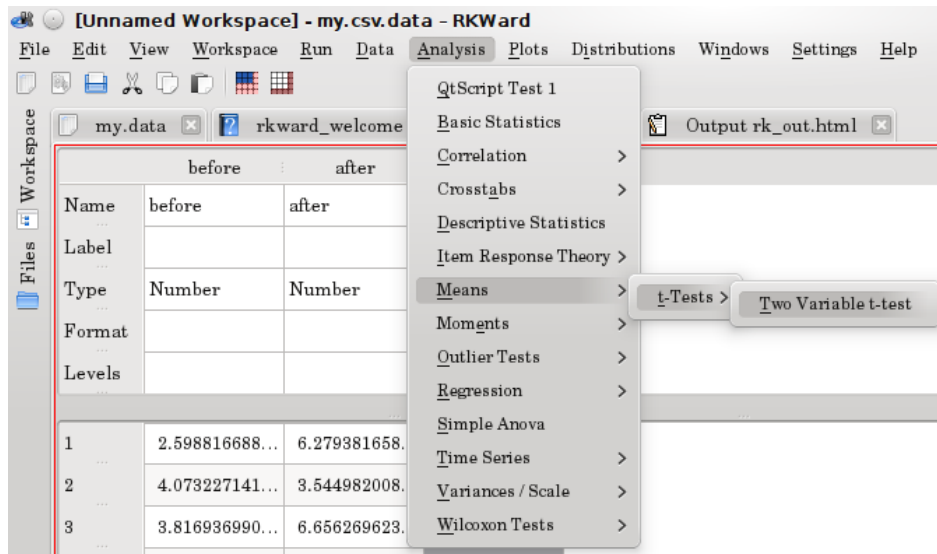 [Unnamed Workspace] - my.csv.data - RKWard
File Edit View Workspace Run Data Analysis Plots Distributions Windows Settings Help
my.data rkward_welcome Output rk_out.html
Workspace
Files
before after
Name before after
Label
Type Number Number
Format
Levels
1 2.598816688... 6.279381658.
2 4.073227141... 3.544982008.
3 3.816936990... 6.656269623.
QtScript Test 1
Basic Statistics
Correlation >
Crosstabs >
Descriptive Statistics
Item Response Theory >
Means >
Moments >
Outlier Tests >
Regression >
Simple Anova
Time Series >
Variances / Scale >
Wilcoxon Tests >
t-Tests >
Two Variable t-test